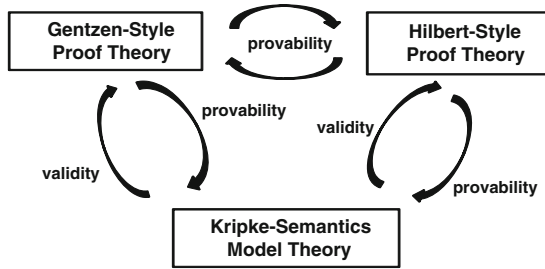 Gentzen-Style
Proof Theory
provability
Hilbert-Style
Proof Theory
provability
validity
validity
provability
Kripke-Semantics
Model Theory